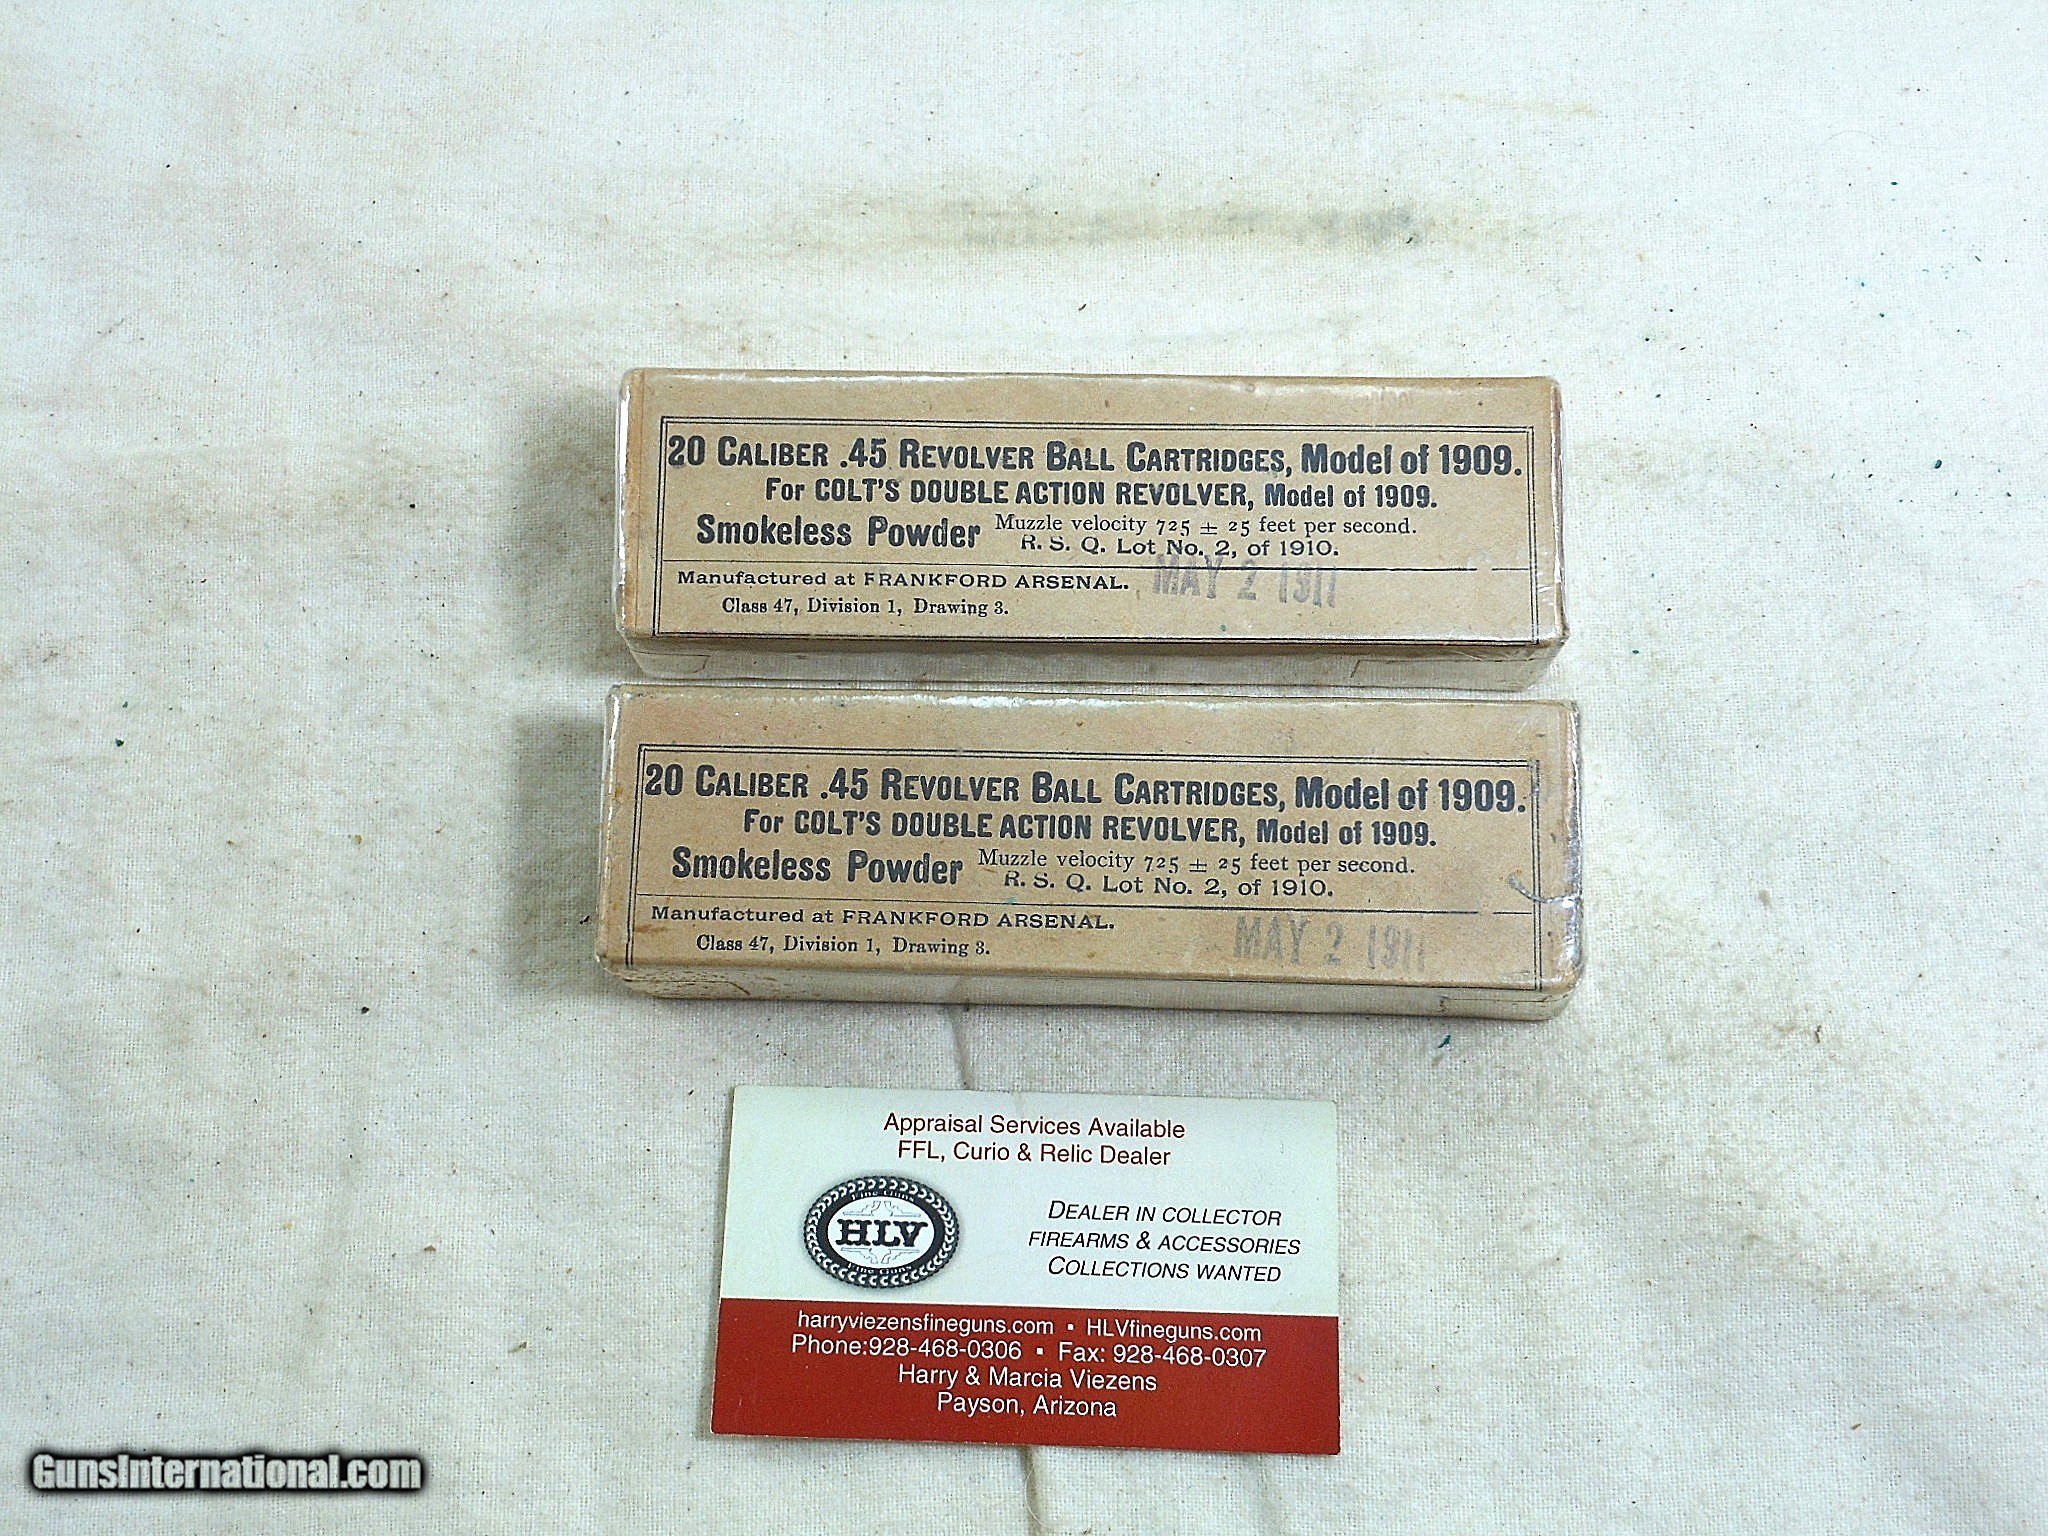 20 CALIBER .45 REVOLVER BALL CARTRIDGES, Model of 1909.
For COLT'S DOUBLE ACTION REVOLVER, Model of 1909.
Smokeless Powder Muzzle velocity 725 ± 25 feet per second.
R. S. Q. Lot No. 2, of 1910.
Manufactured at FRANKFORD ARSENAL. MAY 2 1911
Class 47, Division 1, Drawing 3.
20 CALIBER .45 REVOLVER BALL CARTRIDGES, Model of 1909.
For COLT'S DOUBLE ACTION REVOLVER, Model of 1909.
Smokeless Powder Muzzle velocity 725 ± 25 feet per second.
R. S. Q. Lot No. 2, of 1910.
Manufactured at FRANKFORD ARSENAL. MAY 2 1911
Class 47, Division 1, Drawing 3.
Appraisal Services Available
FFL, Curio & Relic Dealer
Fine Guns
HLV
Fine Guns
DEALER IN COLLECTOR
FIREARMS & ACCESSORIES
COLLECTIONS WANTED
harryviezensfineguns.com ▪ HLVfineguns.com
Phone:928-468-0306 ▪ Fax: 928-468-0307
Harry & Marcia Viezens
Payson, Arizona
GunsInternational.com